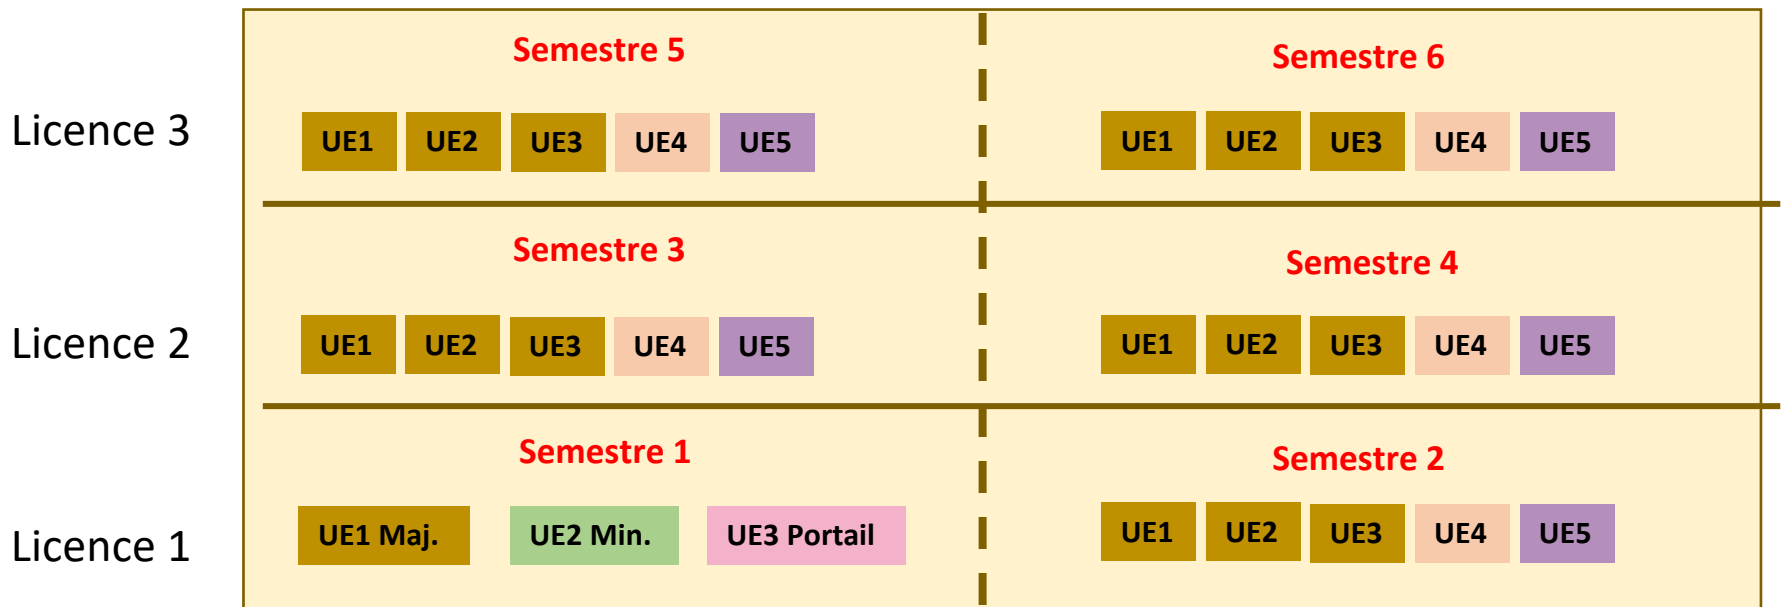 Semestre 5
Semestre 6
Licence 3
UE1 UE2 UE3 UE4 UE5
UE1 UE2 UE3 UE4 UE5
Semestre 3
Semestre 4
Licence 2
UE1 UE2 UE3 UE4 UE5
UE1 UE2 UE3 UE4 UE5
Semestre 1
Semestre 2
Licence 1
UE1 Maj. UE2 Min. UE3 Portail
UE1 UE2 UE3 UE4 UE5